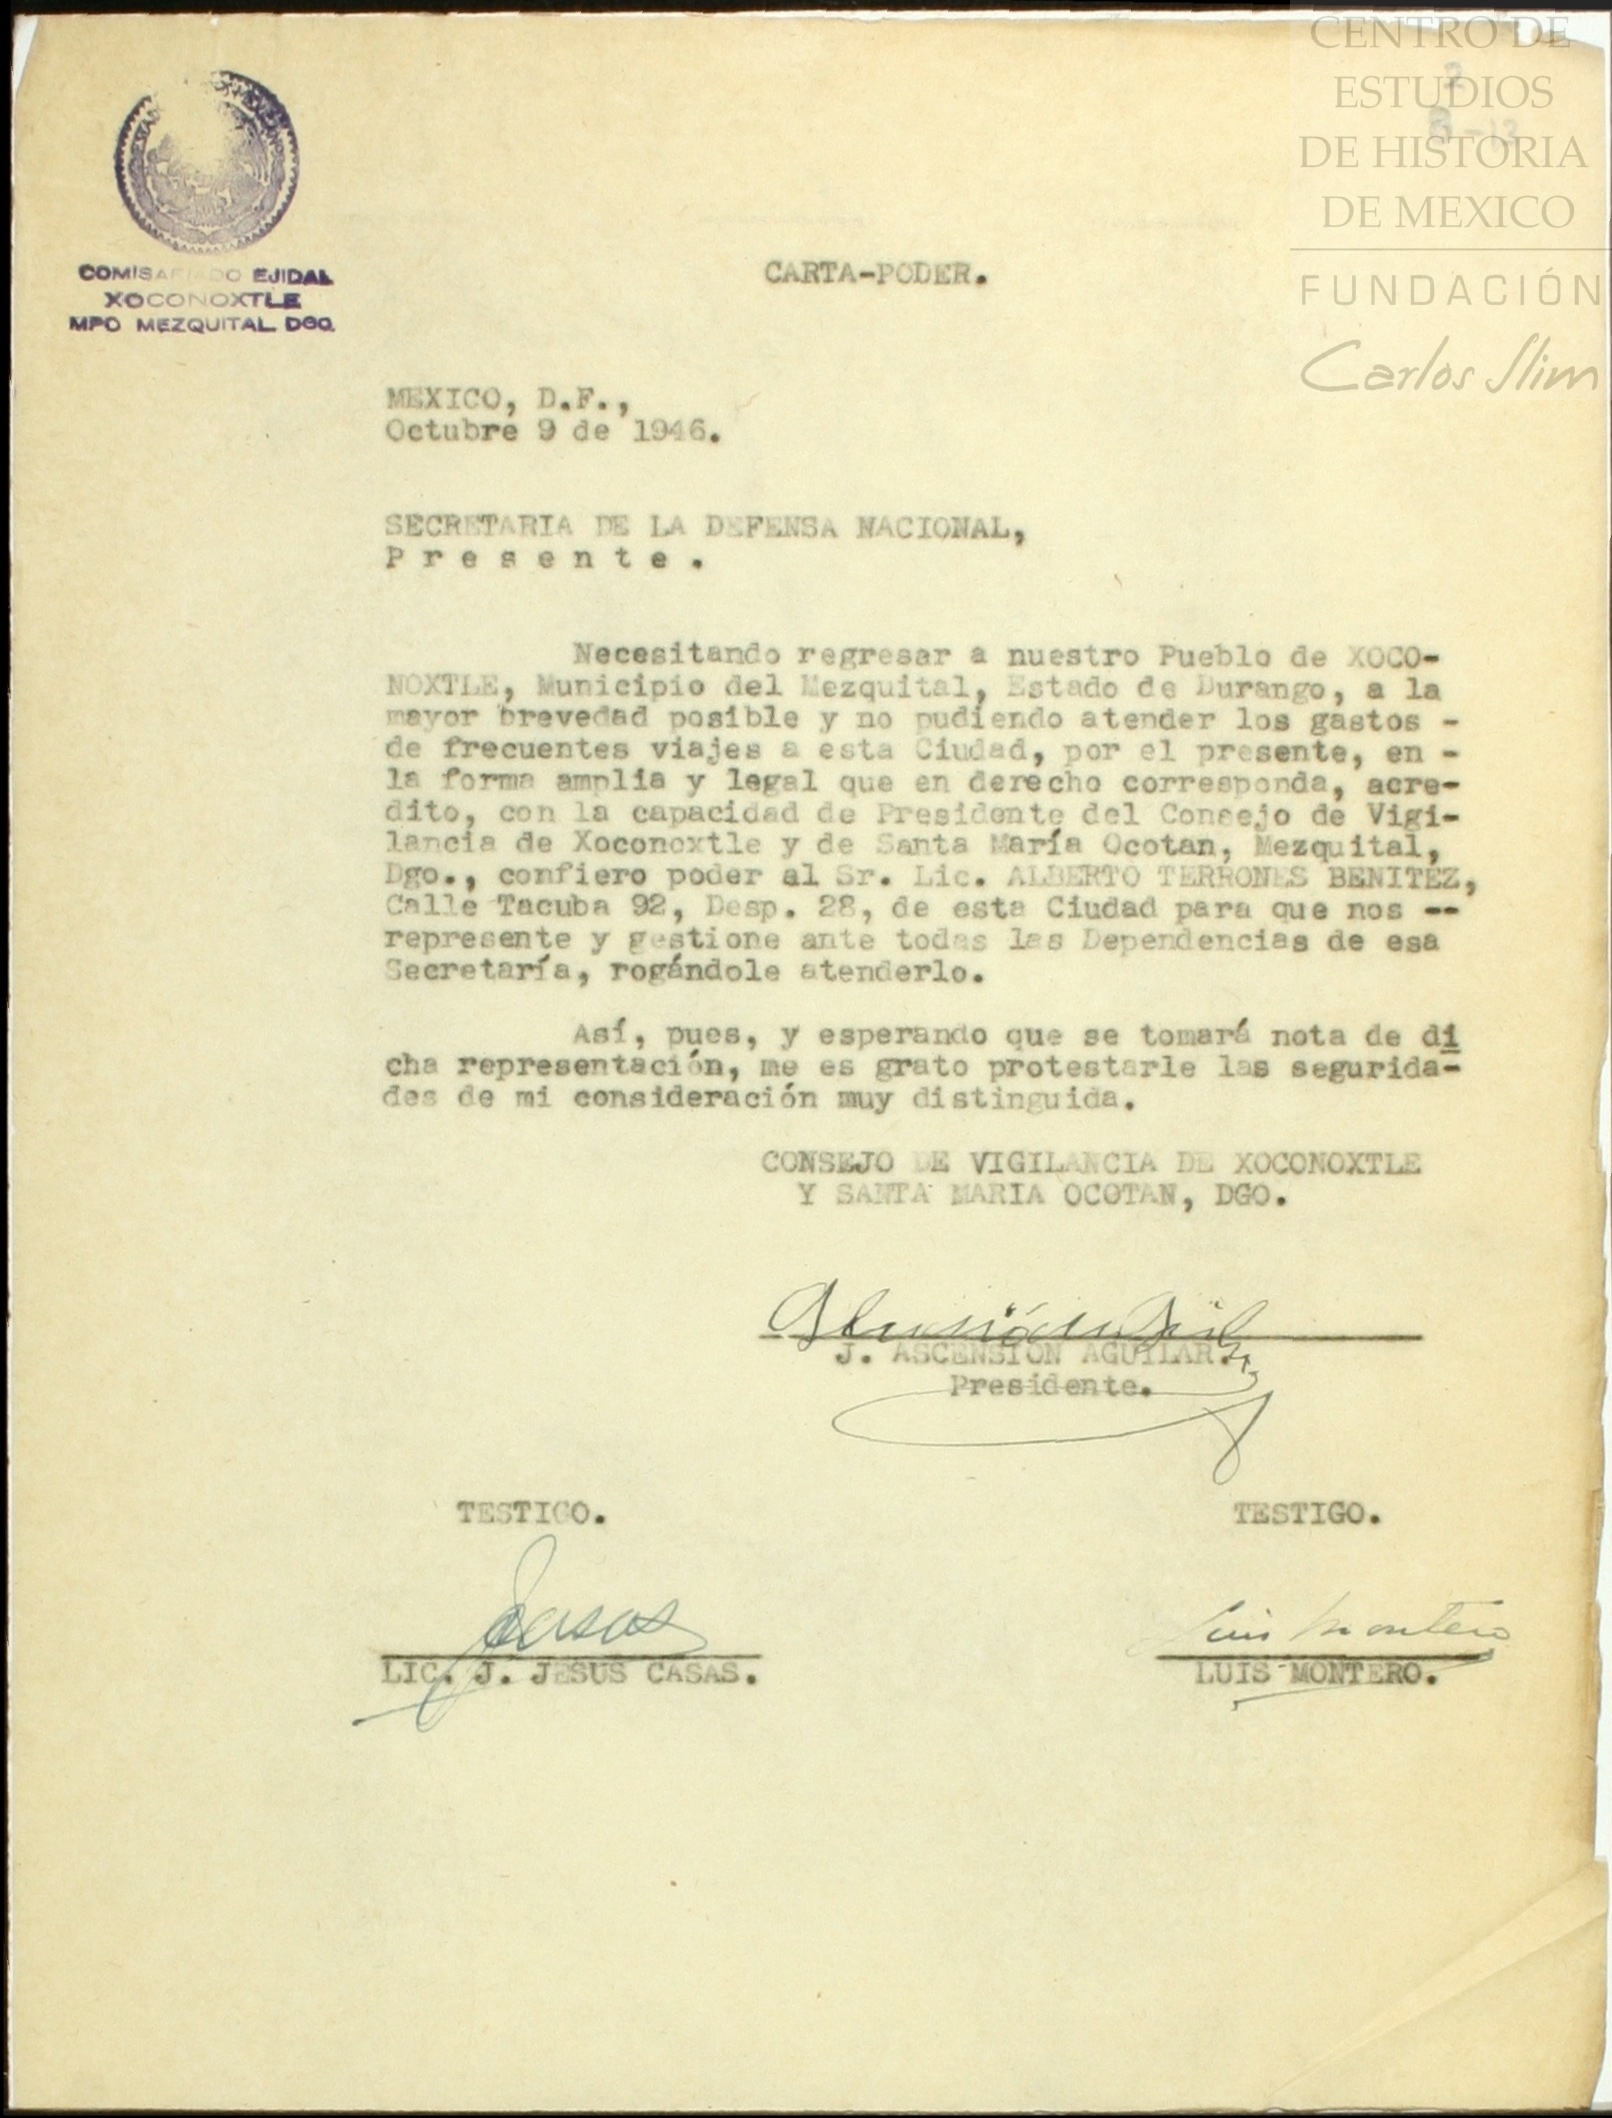 CENTRO DE
ESTUDIOS
DE HISTORIA
DE MEXICO
FUNDACIÓN
Carlos Slim
COMISARIADO EJIDAL
XOCONOXTLE
MPO MEZQUITAL DGO.
CARTA-PODER.
MEXICO, D.F.,
Octubre 9 de 1946.
SECRETARIA DE LA DEFENSA NACIONAL,
P r e s e n t e .
Necesitando regresar a nuestro Pueblo de XOCO-
NOXTLE, Municipio del Mezquital, Estado de Durango, a la
mayor brevedad posible y no pudiendo atender los gastos -
de frecuentes viajes a esta Ciudad, por el presente, en -
la forma amplia y legal que en derecho corresponda, acre-
dito, con la capacidad de Presidente del Consejo de Vigi-
lancia de Xoconoxtle y de Santa María Ocotan, Mezquital,
Dgo., confiero poder al Sr. Lic. ALBERTO TERRONES BENITEZ,
Calle Tacuba 92, Desp. 28, de esta Ciudad para que nos --
represente y gestione ante todas las Dependencias de esa
Secretaría, rogándole atenderlo.
Así, pues, y esperando que se tomará nota de di
cha representación, me es grato protestarle las segurida-
des de mi consideración muy distinguida.
CONSEJO DE VIGILANCIA DE XOCONOXTLE
Y SANTA MARIA OCOTAN, DGO.
J. ASCENSION AGUILAR.
Presidente.
TESTIGO.
TESTIGO.
Casas
Luis Montero
LIC. J. JESUS CASAS.
LUIS MONTERO.